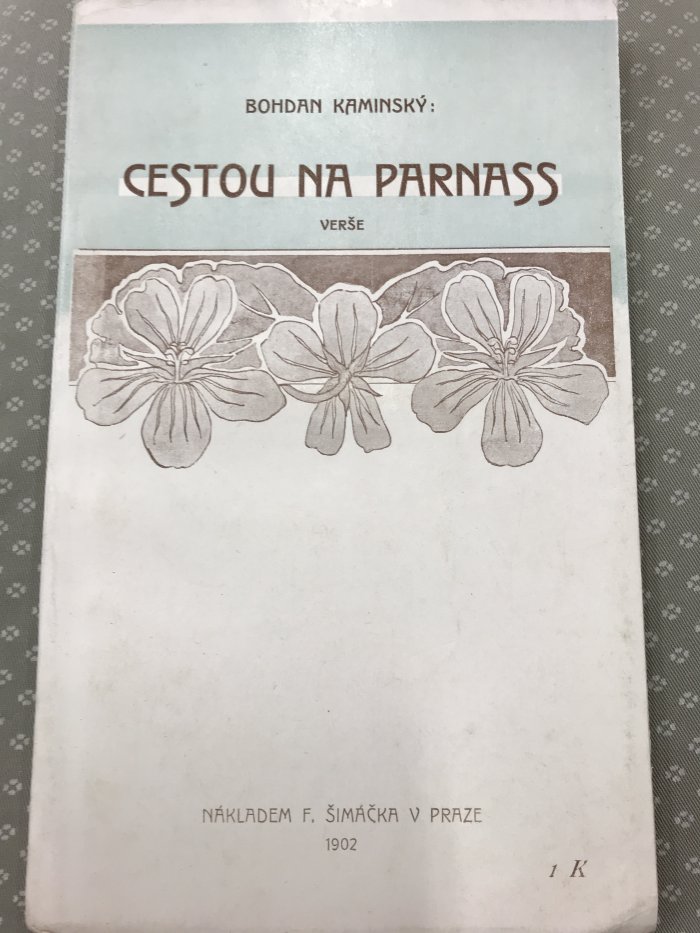 BOHDAN KAMINSKÝ:
CESTOU NA PARNASS
VERŠE
NÁKLADEM F. ŠIMÁČKA V PRAZE
1902
1 K